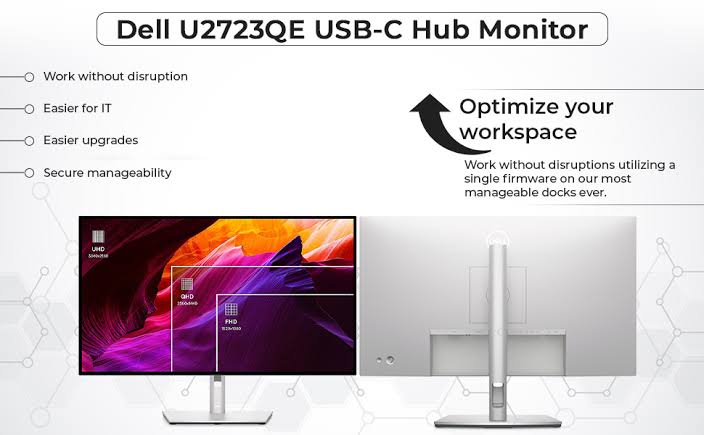 Dell U2723QE USB-C Hub Monitor
Work without disruption
Easier for IT
Easier upgrades
Secure manageability
Optimize your
workspace
Work without disruptions utilizing a
single firmware on our most
manageable docks ever.
UHD
QHD
FHD
DELL